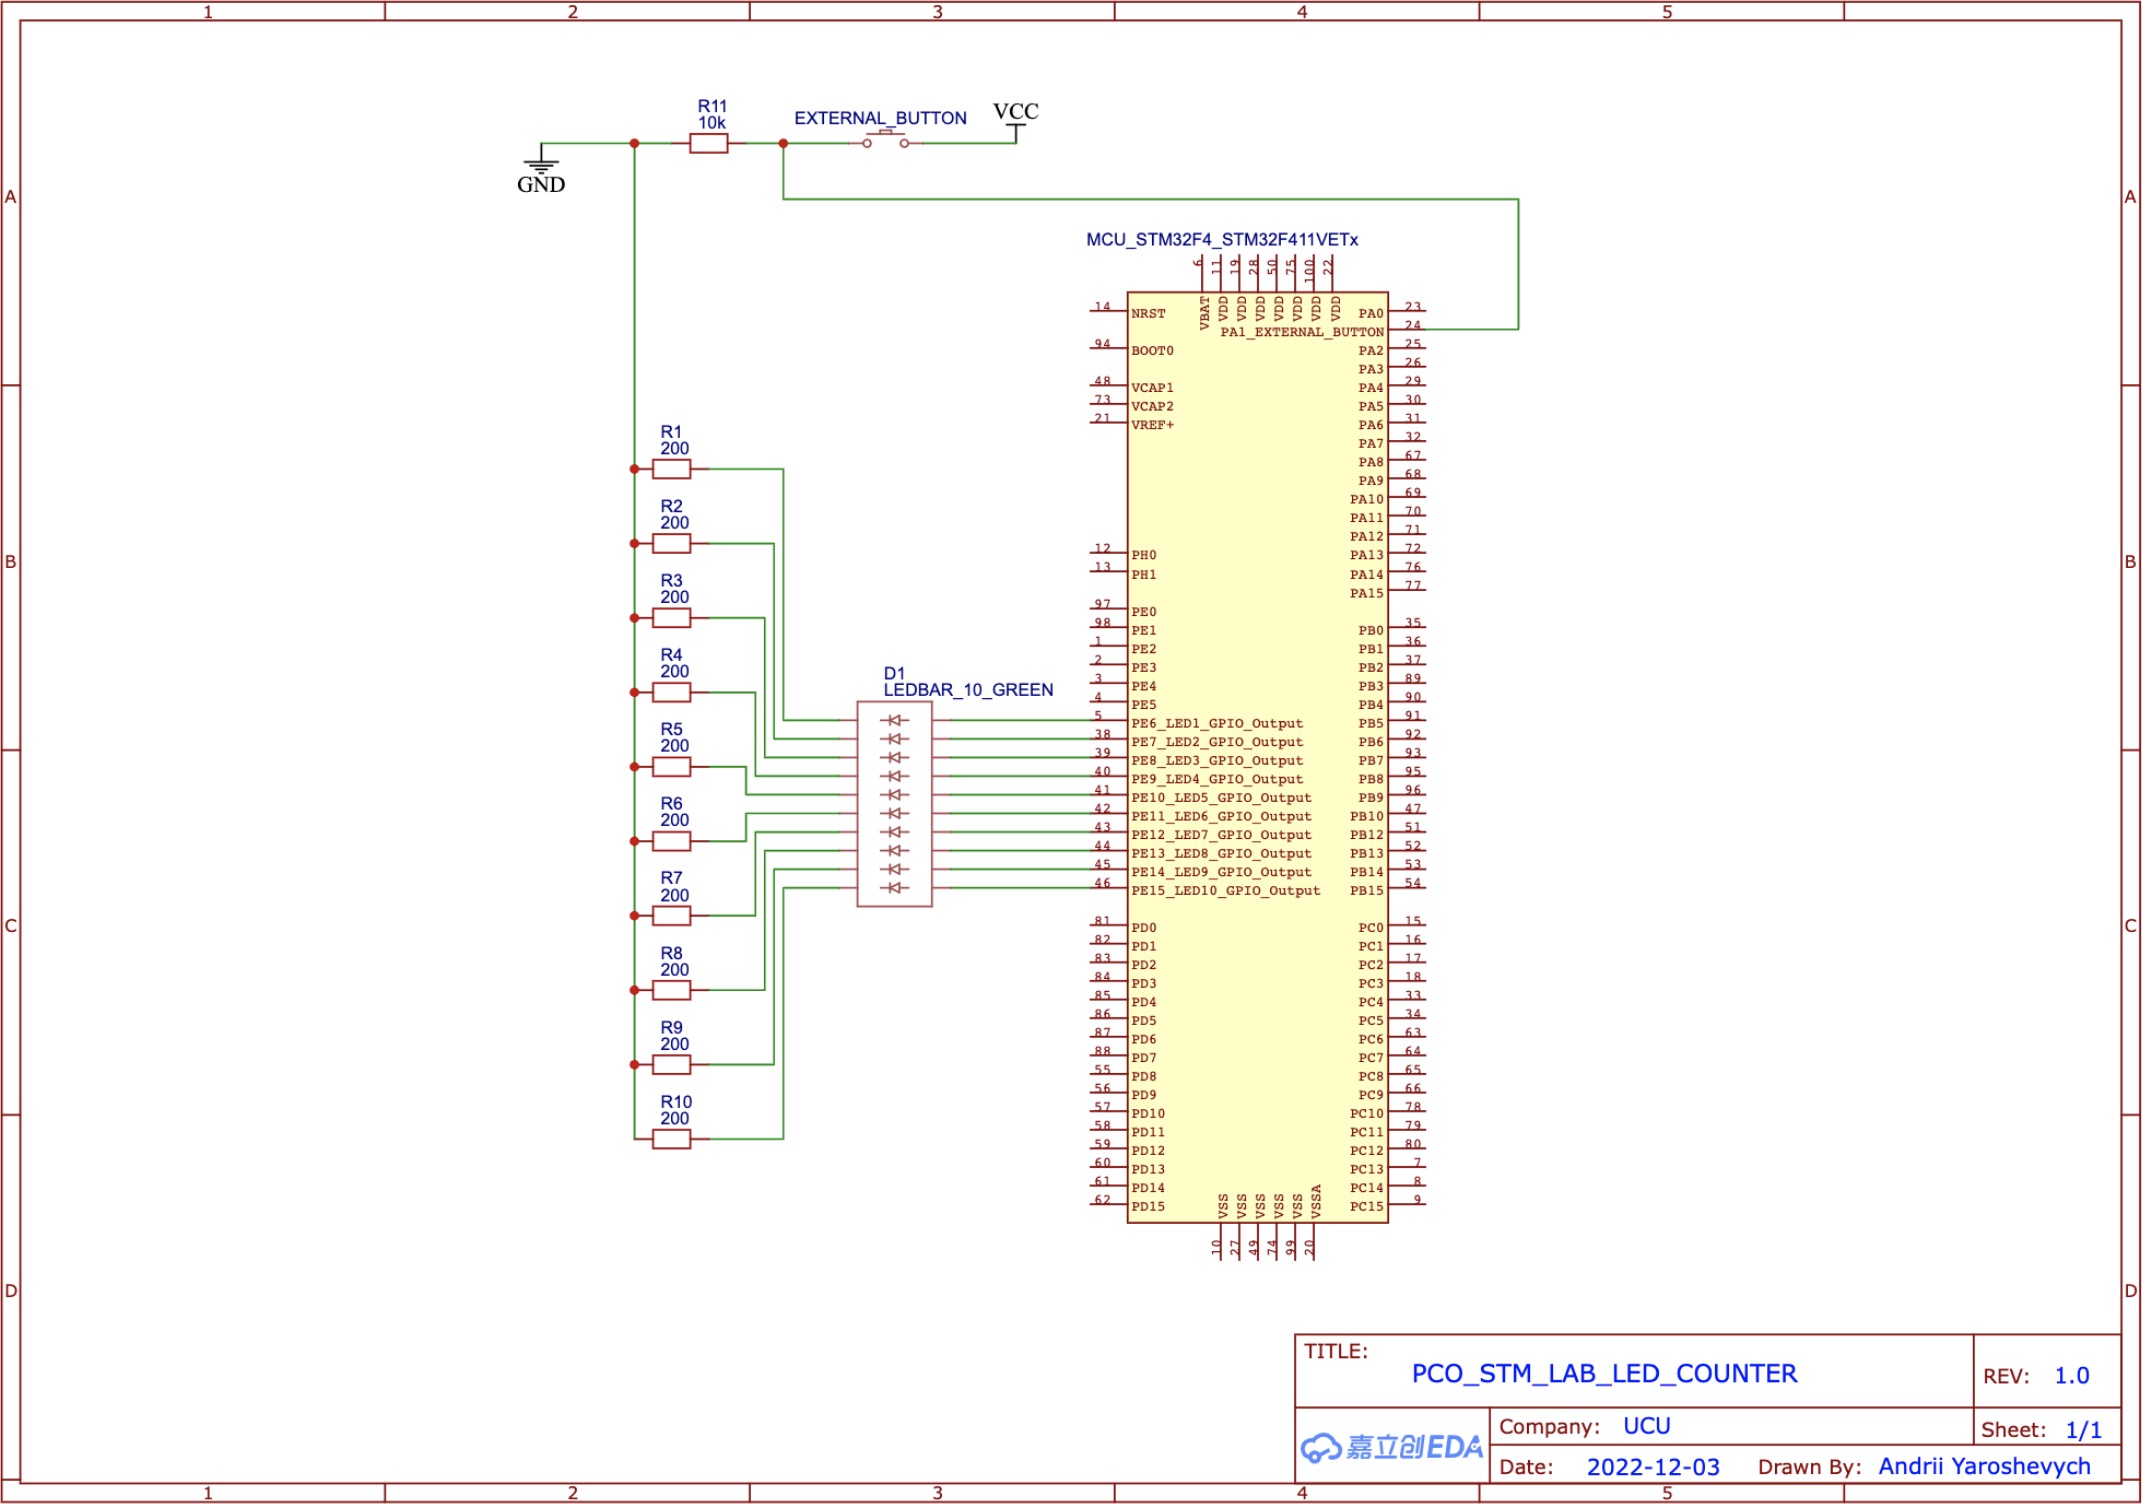 1 2 3 4 5
A
B
C
D
A
B
C
D
1 2 3 4 5
R11
10k
EXTERNAL_BUTTON
VCC
GND
MCU_STM32F4_STM32F411VETx
6 11 19 28 50 75 100 22
VBAT VDD VDD VDD VDD VDD VDD VDD
14 NRST
94 BOOT0
48 VCAP1
73 VCAP2
21 VREF+
12 PH0
13 PH1
97 PE0
98 PE1
1 PE2
2 PE3
3 PE4
4 PE5
5 PE6_LED1_GPIO_Output
38 PE7_LED2_GPIO_Output
39 PE8_LED3_GPIO_Output
40 PE9_LED4_GPIO_Output
41 PE10_LED5_GPIO_Output
42 PE11_LED6_GPIO_Output
43 PE12_LED7_GPIO_Output
44 PE13_LED8_GPIO_Output
45 PE14_LED9_GPIO_Output
46 PE15_LED10_GPIO_Output
81 PD0
82 PD1
83 PD2
84 PD3
85 PD4
86 PD5
87 PD6
88 PD7
55 PD8
56 PD9
57 PD10
58 PD11
59 PD12
60 PD13
61 PD14
62 PD15
PA0 23
PA1_EXTERNAL_BUTTON 24
PA2 25
PA3 26
PA4 29
PA5 30
PA6 31
PA7 32
PA8 67
PA9 68
PA10 69
PA11 70
PA12 71
PA13 72
PA14 76
PA15 77
PB0 35
PB1 36
PB2 37
PB3 89
PB4 90
PB5 91
PB6 92
PB7 93
PB8 95
PB9 96
PB10 47
PB12 51
PB13 52
PB14 53
PB15 54
PC0 15
PC1 16
PC2 17
PC3 18
PC4 33
PC5 34
PC6 63
PC7 64
PC8 65
PC9 66
PC10 78
PC11 79
PC12 80
PC13 7
PC14 8
PC15 9
VSS VSS VSS VSS VSS VSSA
10 27 49 74 99 20
R1
200
R2
200
R3
200
R4
200
R5
200
R6
200
R7
200
R8
200
R9
200
R10
200
D1
LEDBAR_10_GREEN
TITLE:
PCO_STM_LAB_LED_COUNTER
REV: 1.0
嘉立创EDA
Company: UCU
Sheet: 1/1
Date: 2022-12-03 Drawn By: Andrii Yaroshevych